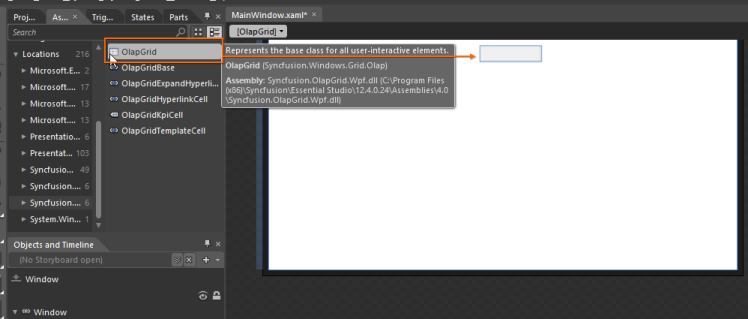 Proj... As... × Trig... States Parts
Search
Locations 216
Microsoft.E... 2
Microsoft.... 17
Microsoft.... 13
Microsoft.... 13
Presentatio... 6
Presentat... 103
Syncfusio... 49
Syncfusion.... 6
Syncfusion.... 6
System.Win... 1
OlapGrid
OlapGridBase
OlapGridExpandHyperli...
OlapGridHyperlinkCell
OlapGridKpiCell
OlapGridTemplateCell
Objects and Timeline
(No Storyboard open)
Window
Window
MainWindow.xaml* ×
[OlapGrid]
Represents the base class for all user-interactive elements.
OlapGrid (Syncfusion.Windows.Grid.Olap)
Assembly: Syncfusion.OlapGrid.Wpf.dll (C:\Program Files
(x86)\Syncfusion\Essential Studio\12.4.0.24\Assemblies\4.0
\Syncfusion.OlapGrid.Wpf.dll)